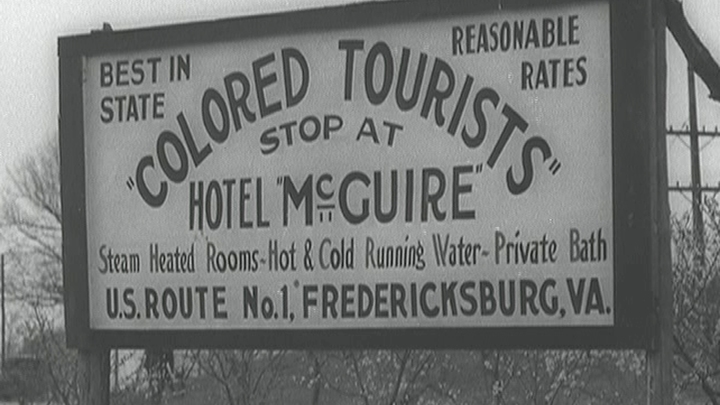 BEST IN
STATE
REASONABLE
RATES
"COLORED TOURISTS"
STOP AT
HOTEL "McGUIRE"
Steam Heated Rooms~Hot & Cold Running Water~Private Bath
U.S. ROUTE No.1, FREDERICKSBURG, VA.